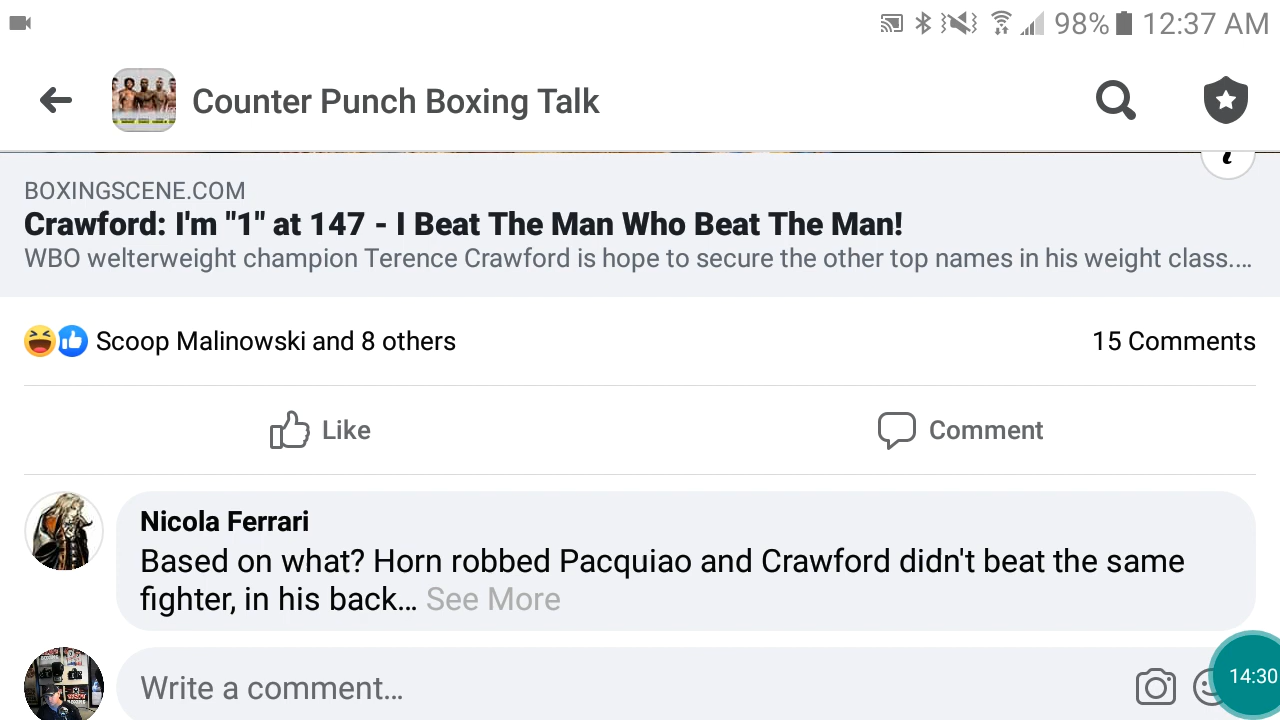 98% 12:37 AM
Counter Punch Boxing Talk
BOXINGSCENE.COM
Crawford: I'm "1" at 147 - I Beat The Man Who Beat The Man!
WBO welterweight champion Terence Crawford is hope to secure the other top names in his weight class....
Scoop Malinowski and 8 others
15 Comments
Like
Comment
Nicola Ferrari
Based on what? Horn robbed Pacquiao and Crawford didn't beat the same
fighter, in his back... See More
Write a comment...
14:30